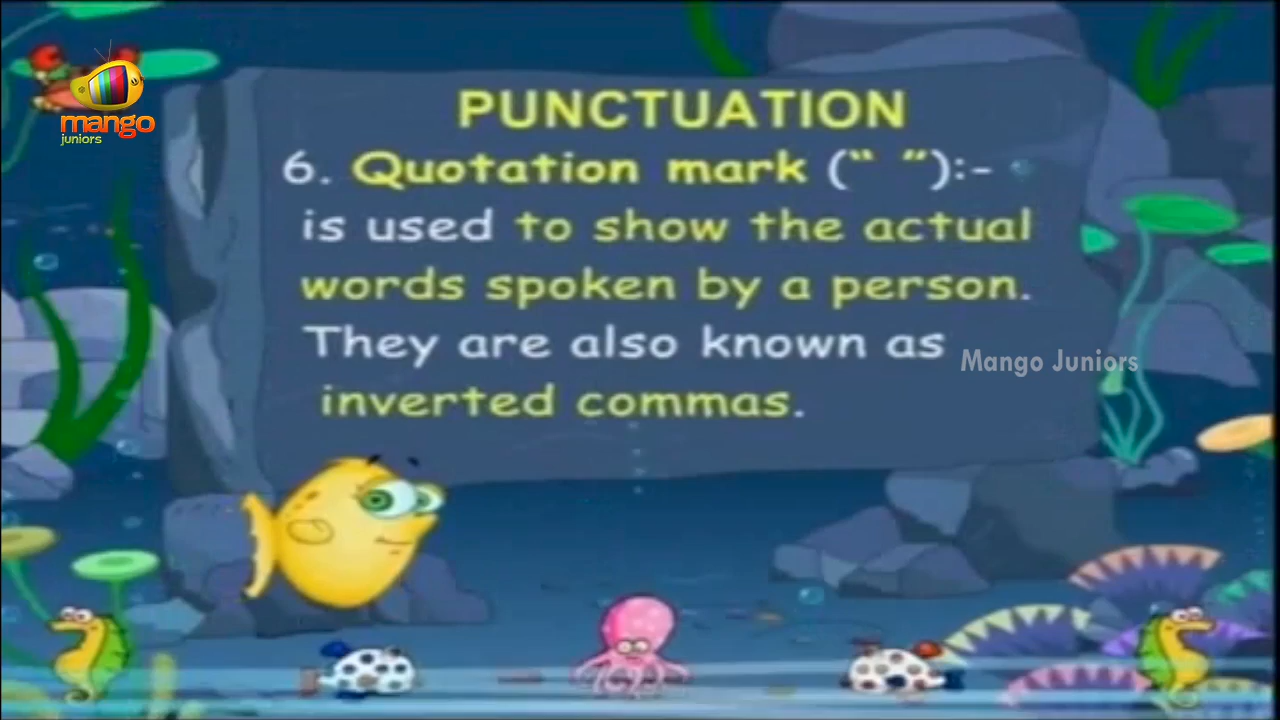 mango
juniors
PUNCTUATION
6. Quotation mark (“ ”):-
is used to show the actual
words spoken by a person.
They are also known as
Mango Juniors
inverted commas.